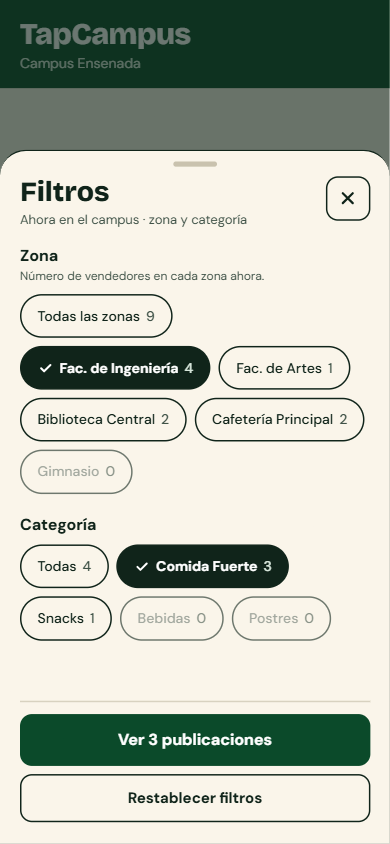 TapCampus
Campus Ensenada
Filtros
Ahora en el campus · zona y categoría
Zona
Número de vendedores en cada zona ahora.
Todas las zonas 9
Fac. de Ingeniería 4 Fac. de Artes 1
Biblioteca Central 2 Cafetería Principal 2
Gimnasio 0
Categoría
Todas 4 Comida Fuerte 3
Snacks 1 Bebidas 0 Postres 0
Ver 3 publicaciones
Restablecer filtros